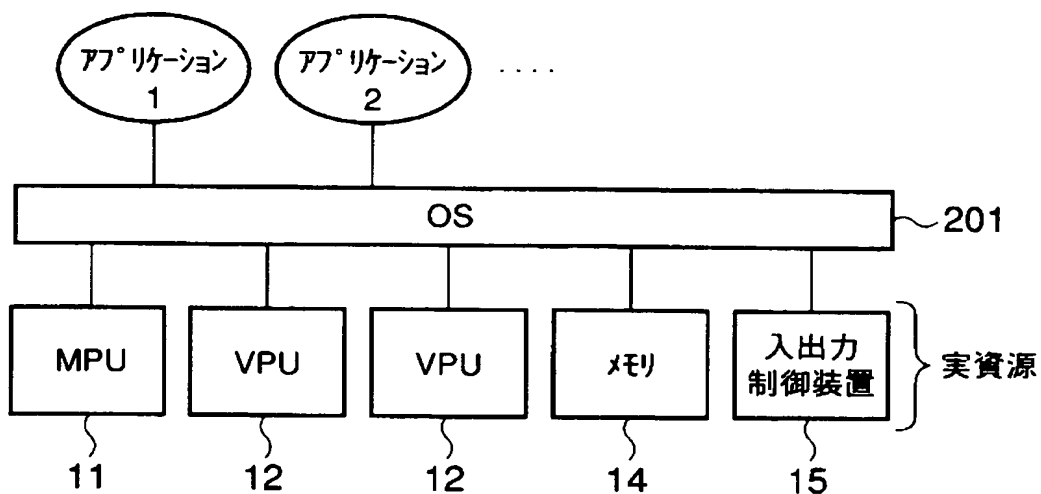 アプリケーション
1
アプリケーション
2
····
OS
201
MPU
VPU
VPU
メモリ
入出力
制御装置
実資源
11
12
12
14
15